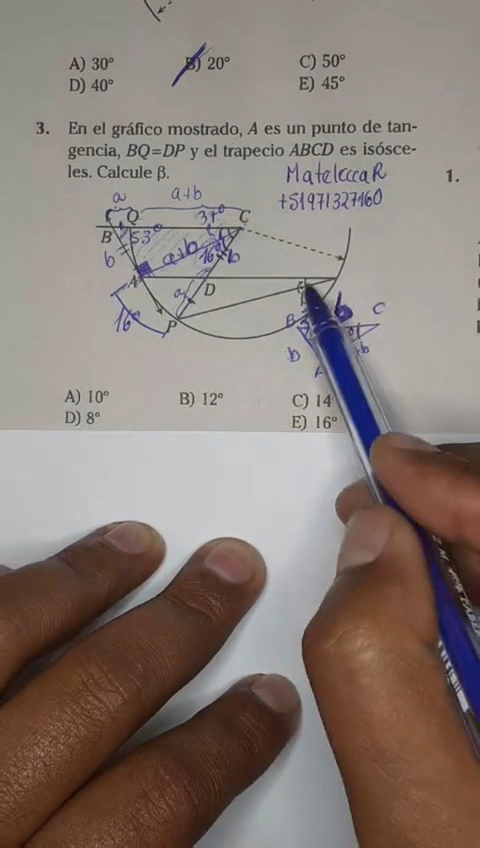 A) 30° B) 20° C) 50°
D) 40° E) 45°
3. En el gráfico mostrado, A es un punto de tan-
gencia, BQ=DP y el trapecio ABCD es isósce-
les. Calcule β.
MateleccaR
+51971327160
1.
a a+b
Q 37° C
B 53°
b a+b 16° b
A a D
16° P
B b C
b b
A) 10° B) 12° C) 14
D) 8° E) 16°